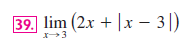 39. lim (2x + |x − 3|)
x→3